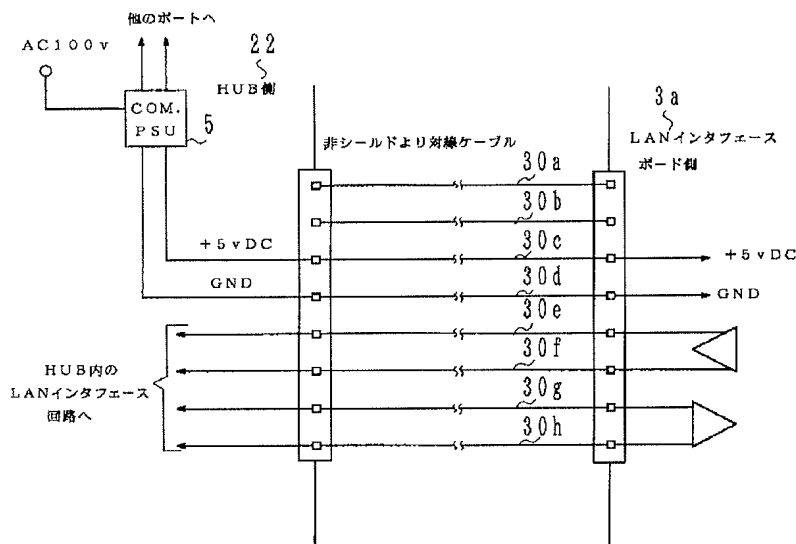 他のポートへ
AC100v
22
HUB側
COM.
PSU
5
3a
LANインタフェース
ボード側
非シールドより対線ケーブル
30a
30b
+5vDC
30c
+5vDC
GND
30d
GND
30e
30f
HUB内の
LANインタフェース
回路へ
30g
30h